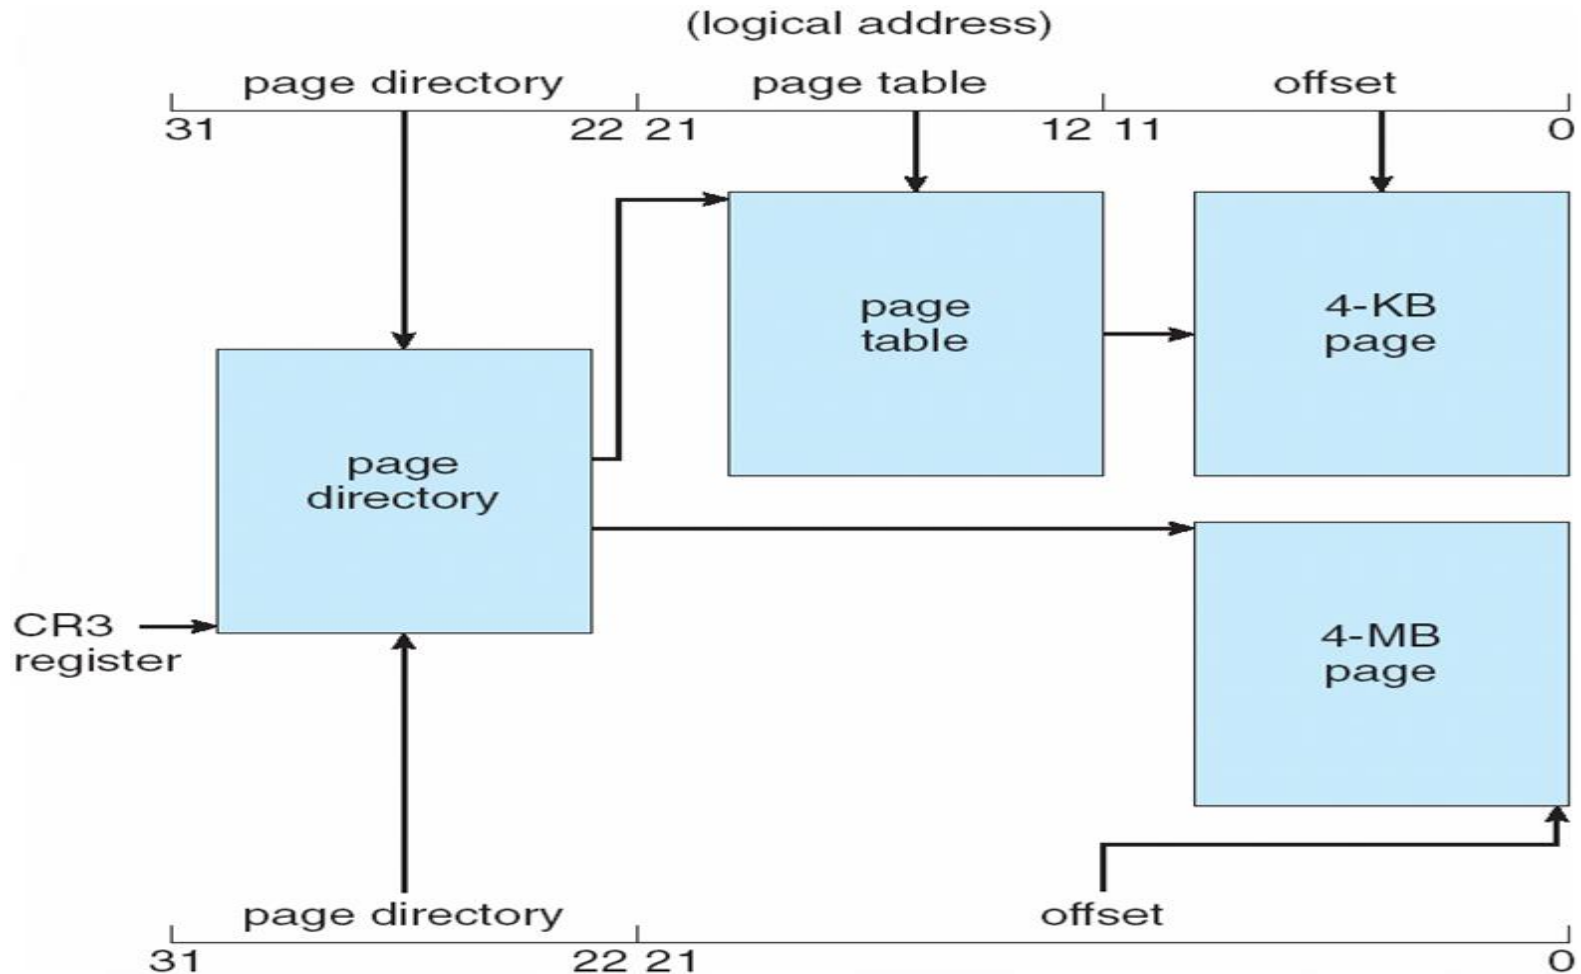 (logical address)
page directory page table offset
31 22 21 12 11 0
page
table
4-KB
page
page
directory
CR3
register
4-MB
page
page directory offset
31 22 21 0